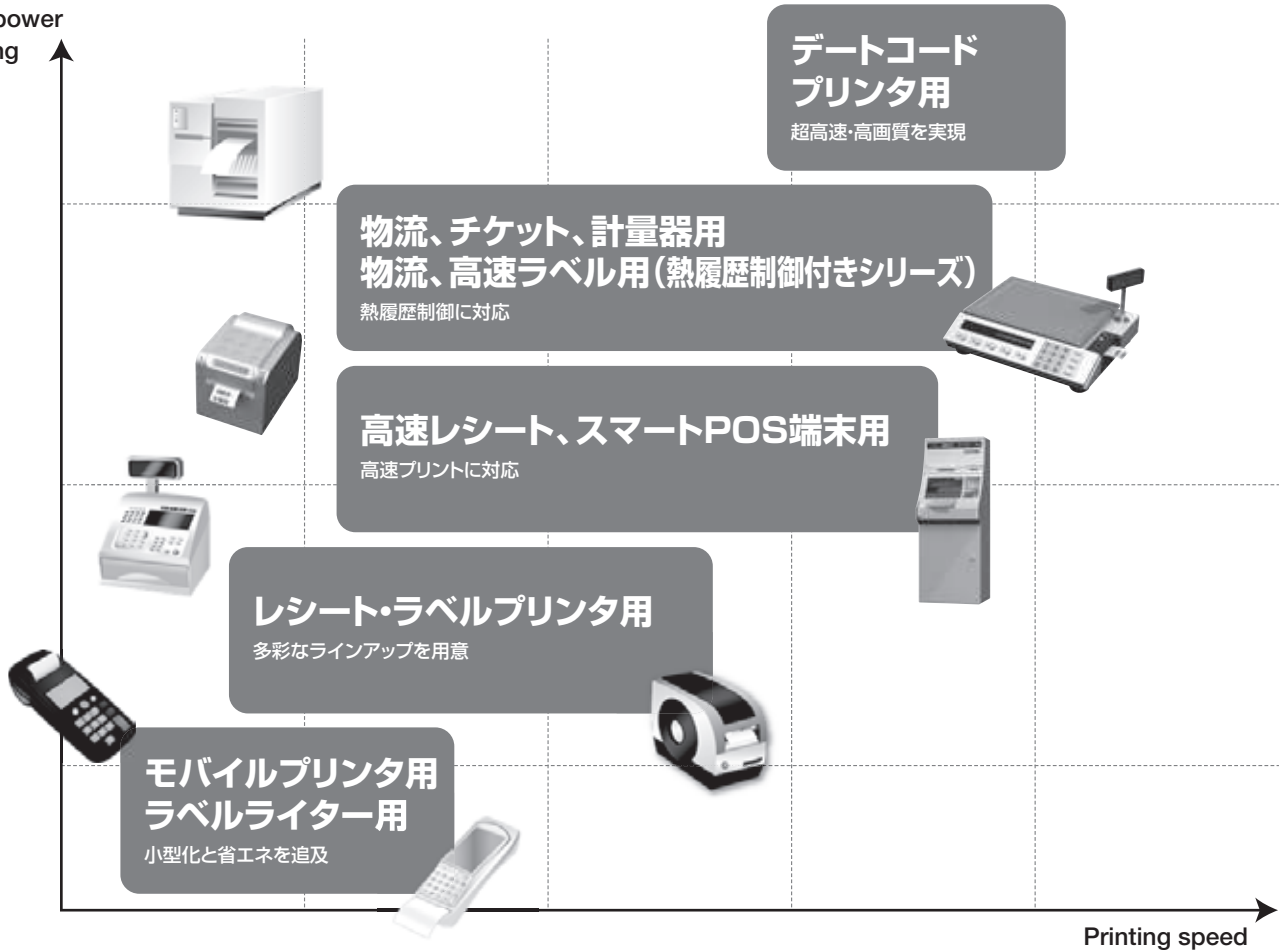 power
デートコード
プリンタ用
超高速・高画質を実現
物流、チケット、計量器用
物流、高速ラベル用（熱履歴制御付きシリーズ）
熱履歴制御に対応
高速レシート、スマートPOS端末用
高速プリントに対応
レシート・ラベルプリンタ用
多彩なラインアップを用意
モバイルプリンタ用
ラベルライター用
小型化と省エネを追及
Printing speed